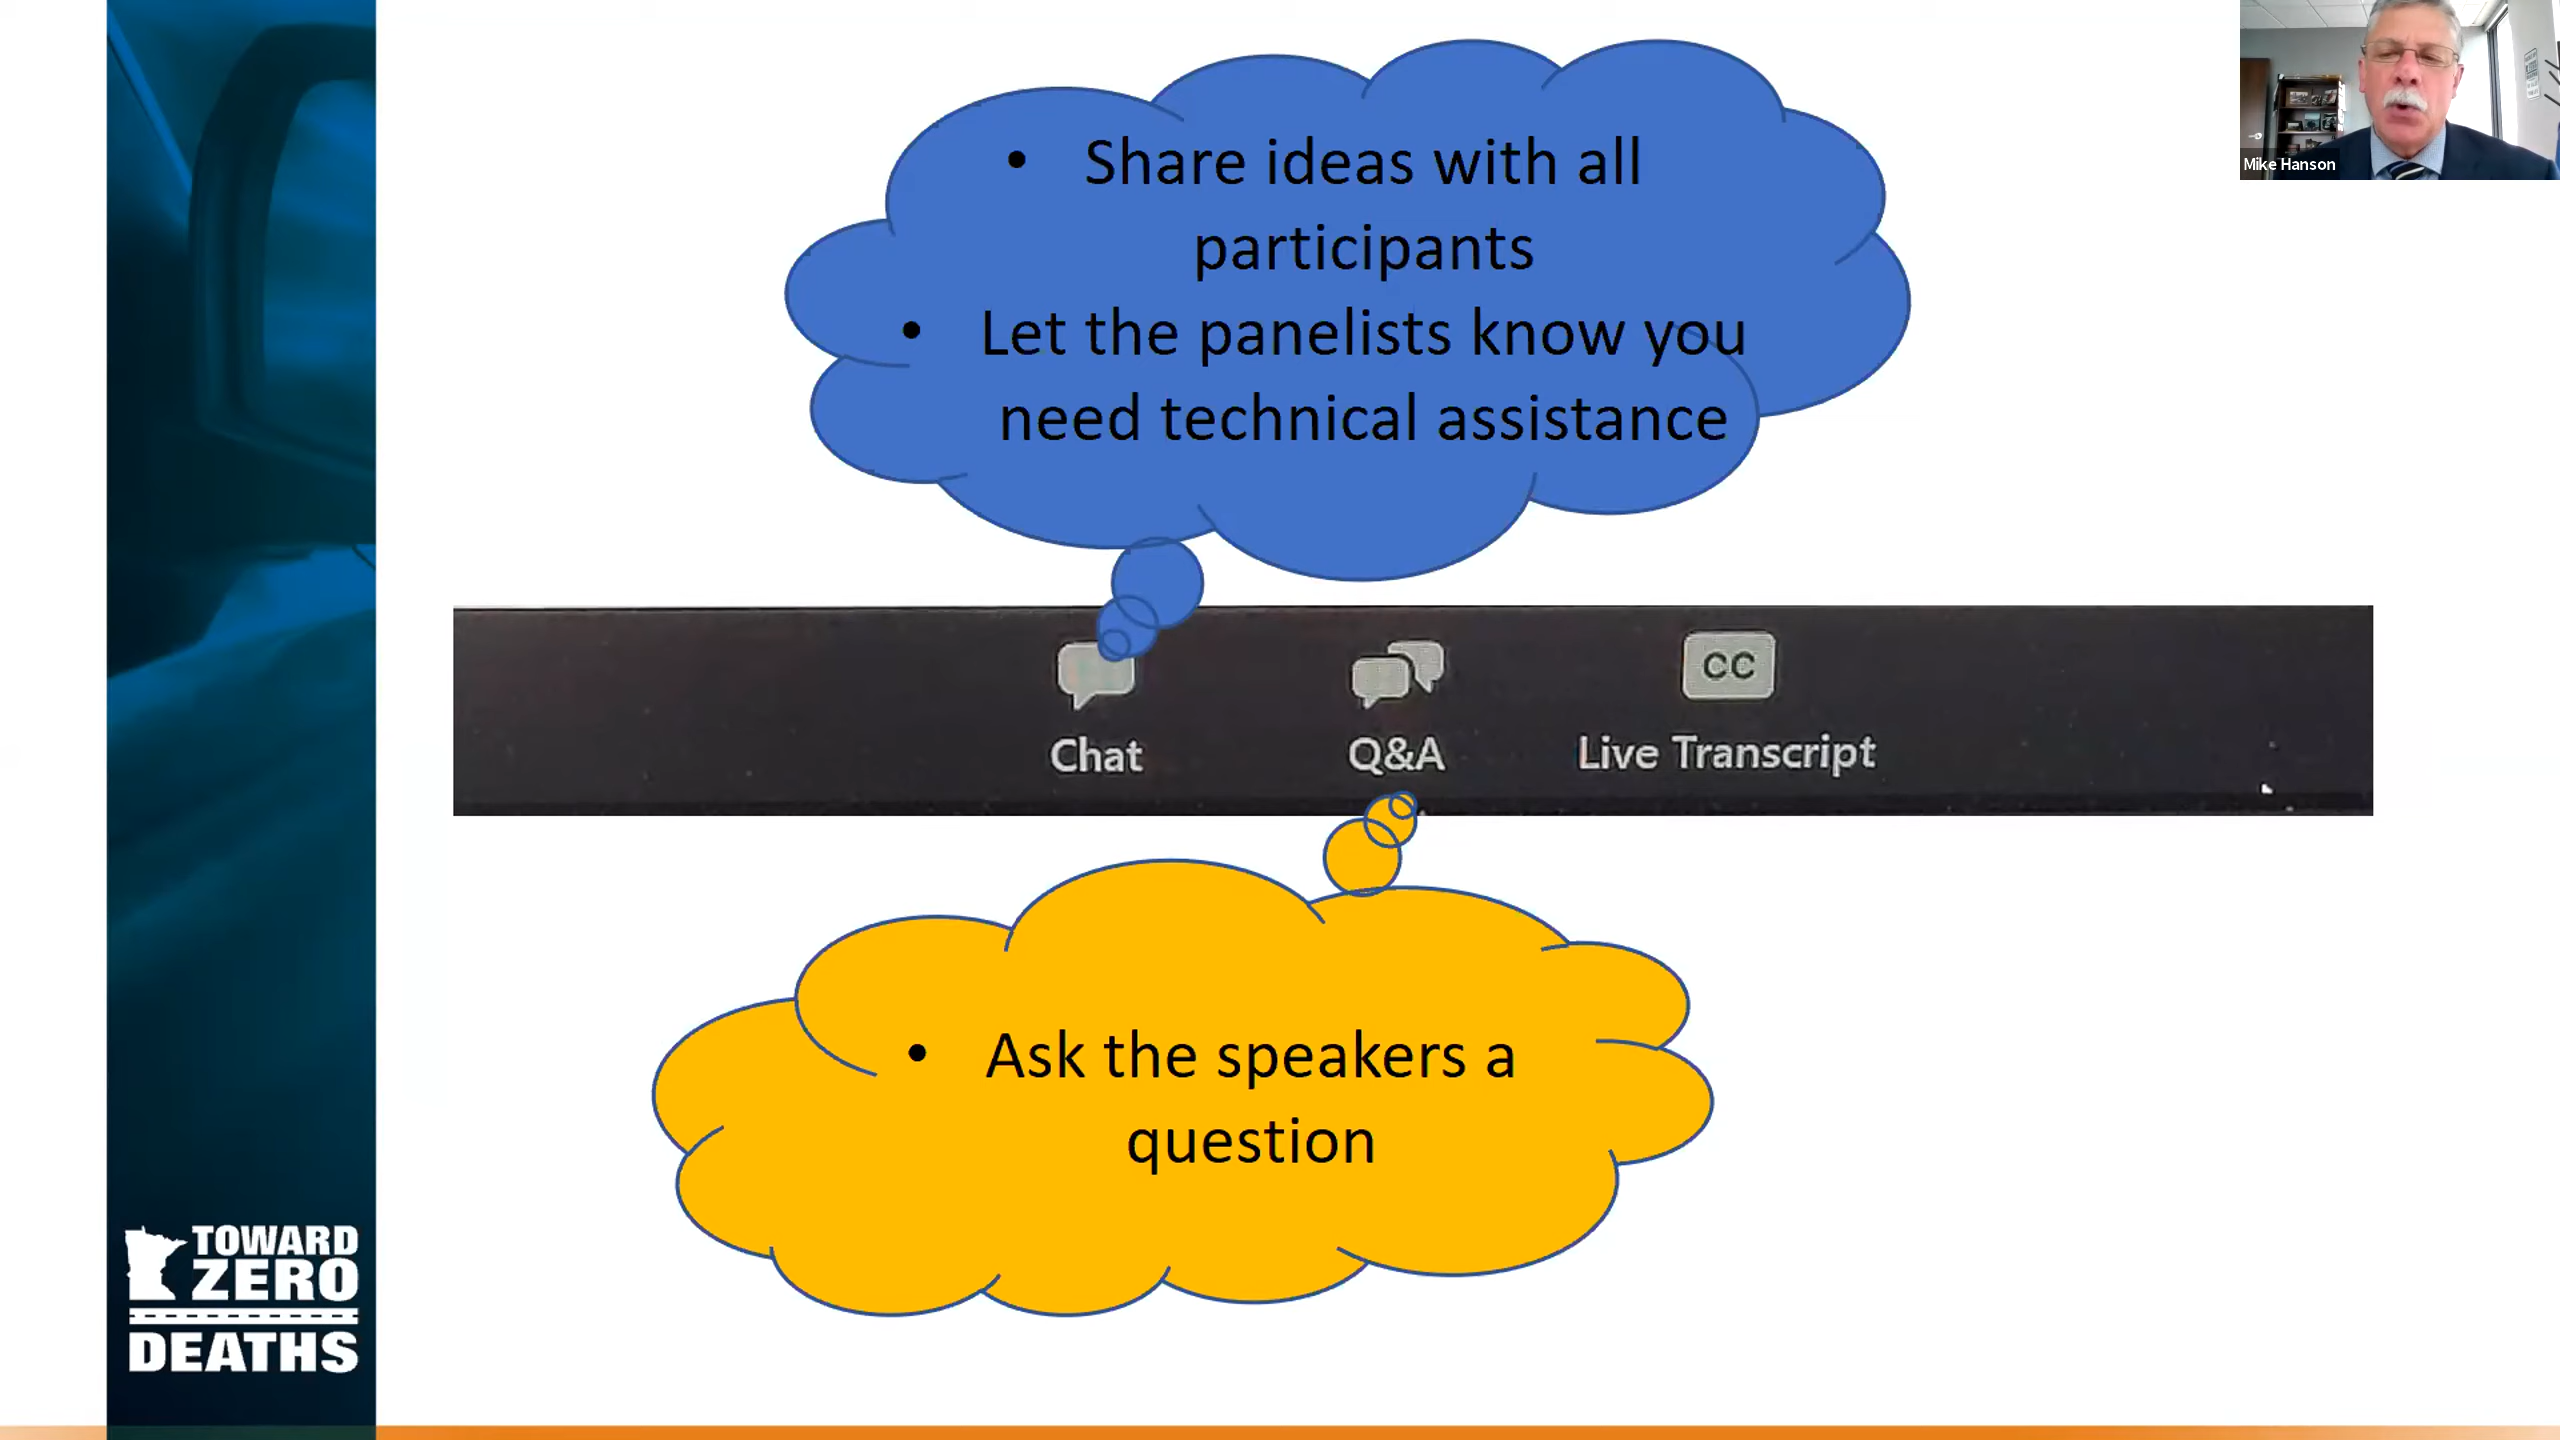 • Share ideas with all
participants
• Let the panelists know you
need technical assistance
Mike Hanson
CC
Chat
Q&A
Live Transcript
• Ask the speakers a
question
TOWARD
ZERO
DEATHS